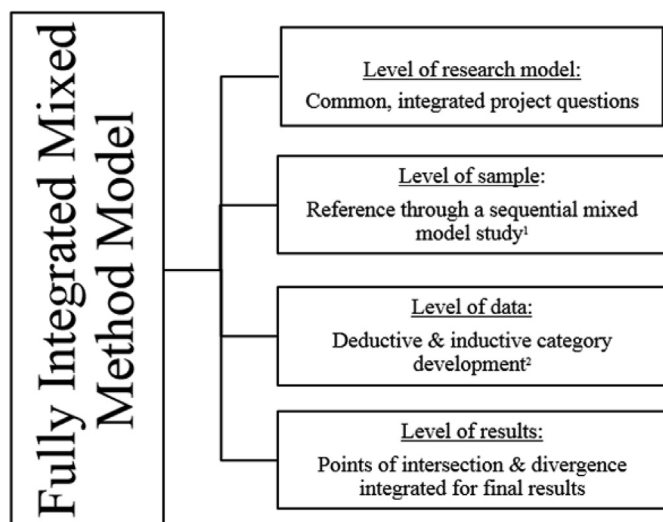 Fully Integrated Mixed
Method Model
Level of research model:
Common, integrated project questions
Level of sample:
Reference through a sequential mixed
model study¹
Level of data:
Deductive & inductive category
development²
Level of results:
Points of intersection & divergence
integrated for final results